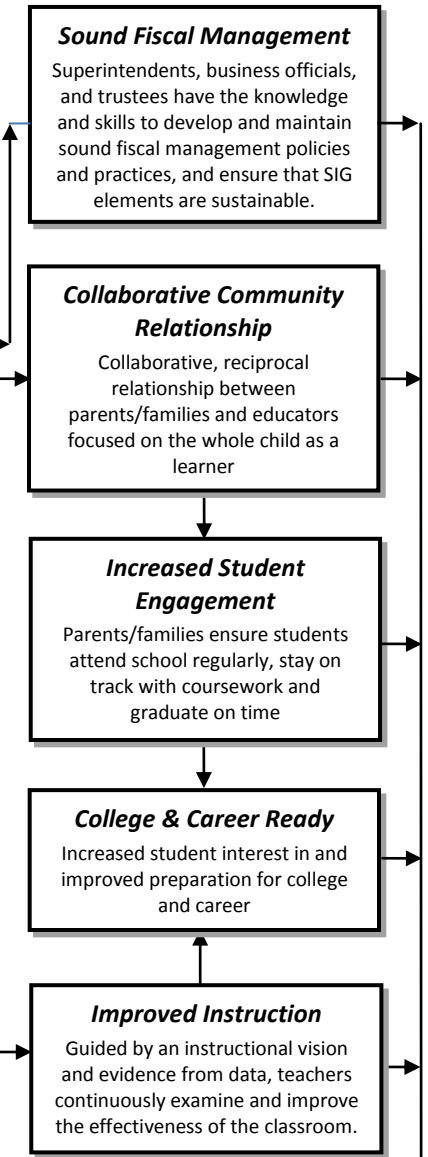 Sound Fiscal Management
Superintendents, business officials,
and trustees have the knowledge
and skills to develop and maintain
sound fiscal management policies
and practices, and ensure that SIG
elements are sustainable.
Collaborative Community
Relationship
Collaborative, reciprocal
relationship between
parents/families and educators
focused on the whole child as a
learner
Increased Student
Engagement
Parents/families ensure students
attend school regularly, stay on
track with coursework and
graduate on time
College & Career Ready
Increased student interest in and
improved preparation for college
and career
Improved Instruction
Guided by an instructional vision
and evidence from data, teachers
continuously examine and improve
the effectiveness of the classroom.